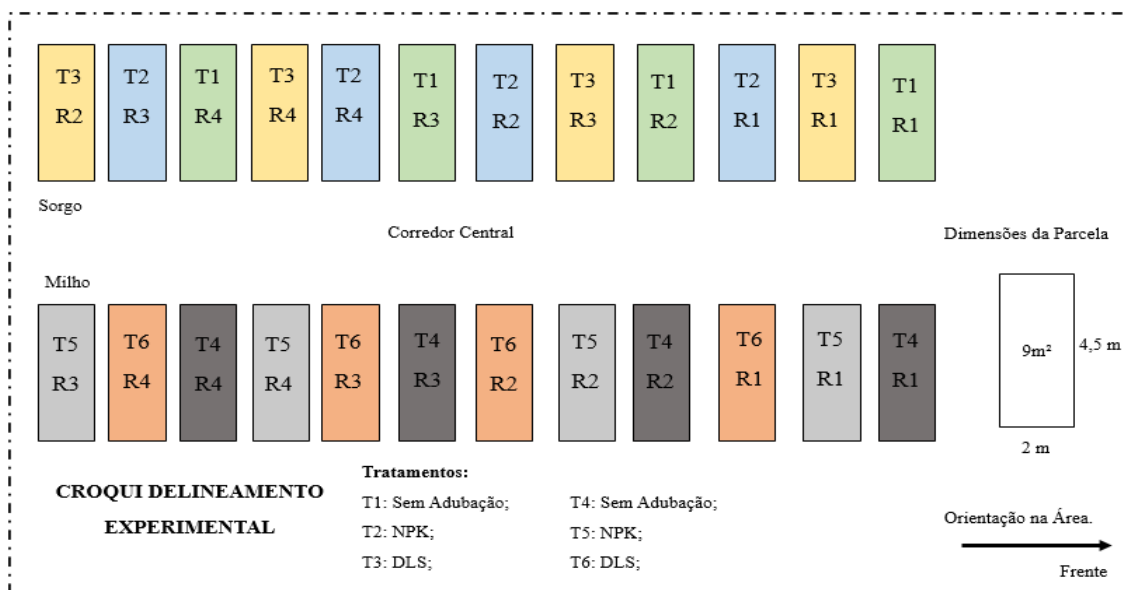 T3 T2 T1 T3 T2 T1 T2 T3 T1 T2 T3 T1
R2 R3 R4 R4 R4 R3 R2 R3 R2 R1 R1 R1
Sorgo
Corredor Central
Dimensões da Parcela
Milho
T5 T6 T4 T5 T6 T4 T6 T5 T4 T6 T5 T4
R3 R4 R4 R4 R3 R3 R2 R2 R2 R1 R1 R1
9m²
4,5 m
2 m
CROQUI DELINEAMENTO
EXPERIMENTAL
Tratamentos:
T1: Sem Adubação;
T2: NPK;
T3: DLS;
T4: Sem Adubação;
T5: NPK;
T6: DLS;
Orientação na Área.
Frente